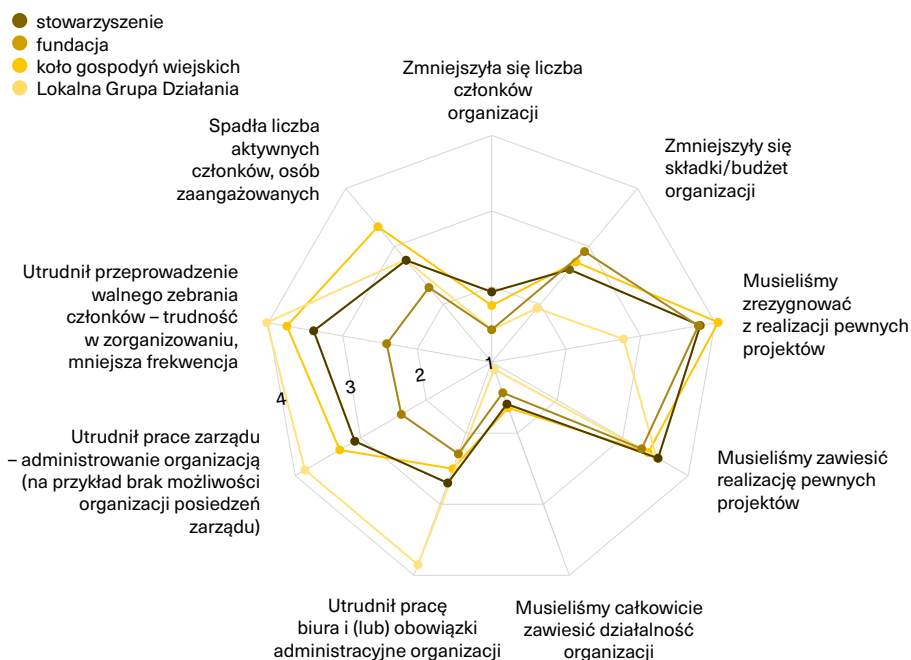 stowarzyszenie
fundacja
koło gospodyń wiejskich
Lokalna Grupa Działania
Zmniejszyła się liczba
członków
organizacji
Zmniejszyły się
składki/budżet
organizacji
Musieliśmy
zrezygnować
z realizacji pewnych
projektów
Musieliśmy zawiesić
realizację pewnych
projektów
Musieliśmy całkowicie
zawiesić działalność
organizacji
Utrudnił pracę
biura i (lub) obowiązki
administracyjne organizacji
Utrudnił prace zarządu
– administrowanie organizacją
(na przykład brak możliwości
organizacji posiedzeń
zarządu)
Utrudnił przeprowadzenie
walnego zebrania
członków – trudność
w zorganizowaniu,
mniejsza frekwencja
Spadła liczba
aktywnych
członków, osób
zaangażowanych
1
2
3
4